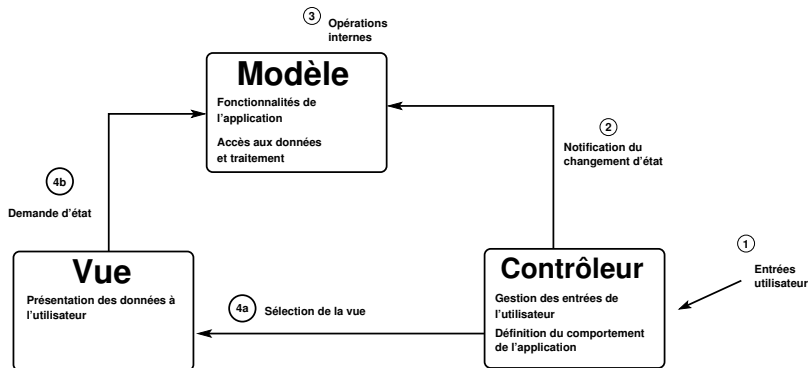 3
Opérations
internes
Modèle
Fonctionnalités de
l'application
Accès aux données
et traitement
2
Notification du
changement d'état
4b
Demande d'état
1
Entrées
utilisateur
Vue
Présentation des données à
l'utilisateur
4a
Sélection de la vue
Contrôleur
Gestion des entrées de
l'utilisateur
Définition du comportement
de l'application